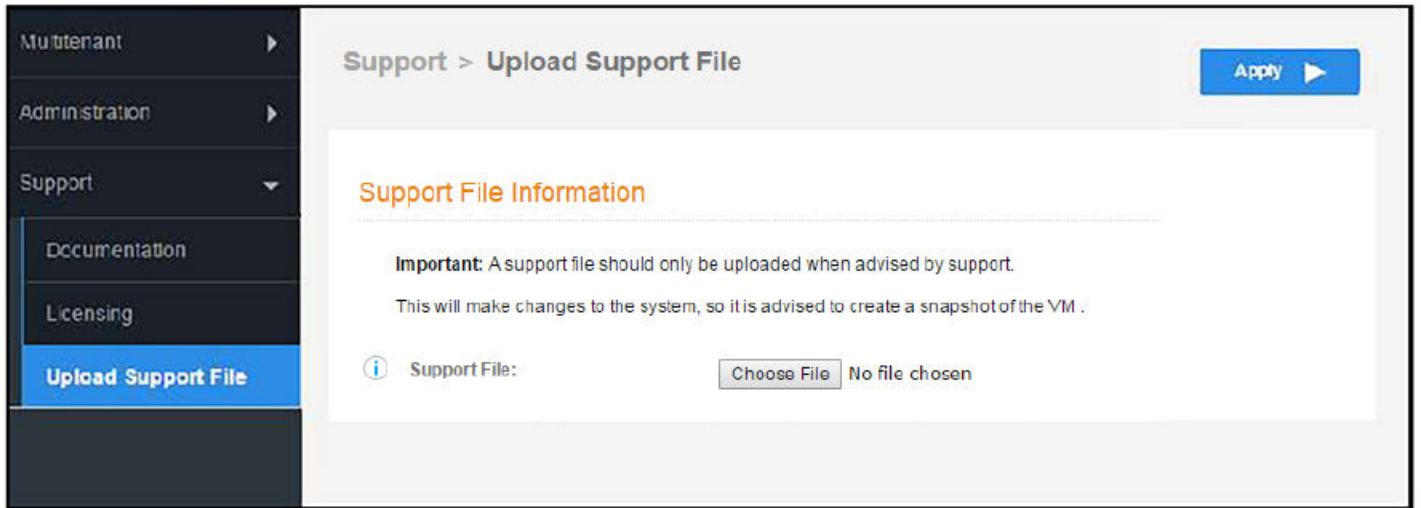 Multitenant
Administration
Support
Documentation
Licensing
Upload Support File
Support > Upload Support File
Apply
Support File Information
Important: A support file should only be uploaded when advised by support.
This will make changes to the system, so it is advised to create a snapshot of the VM .
Support File:
Choose File No file chosen